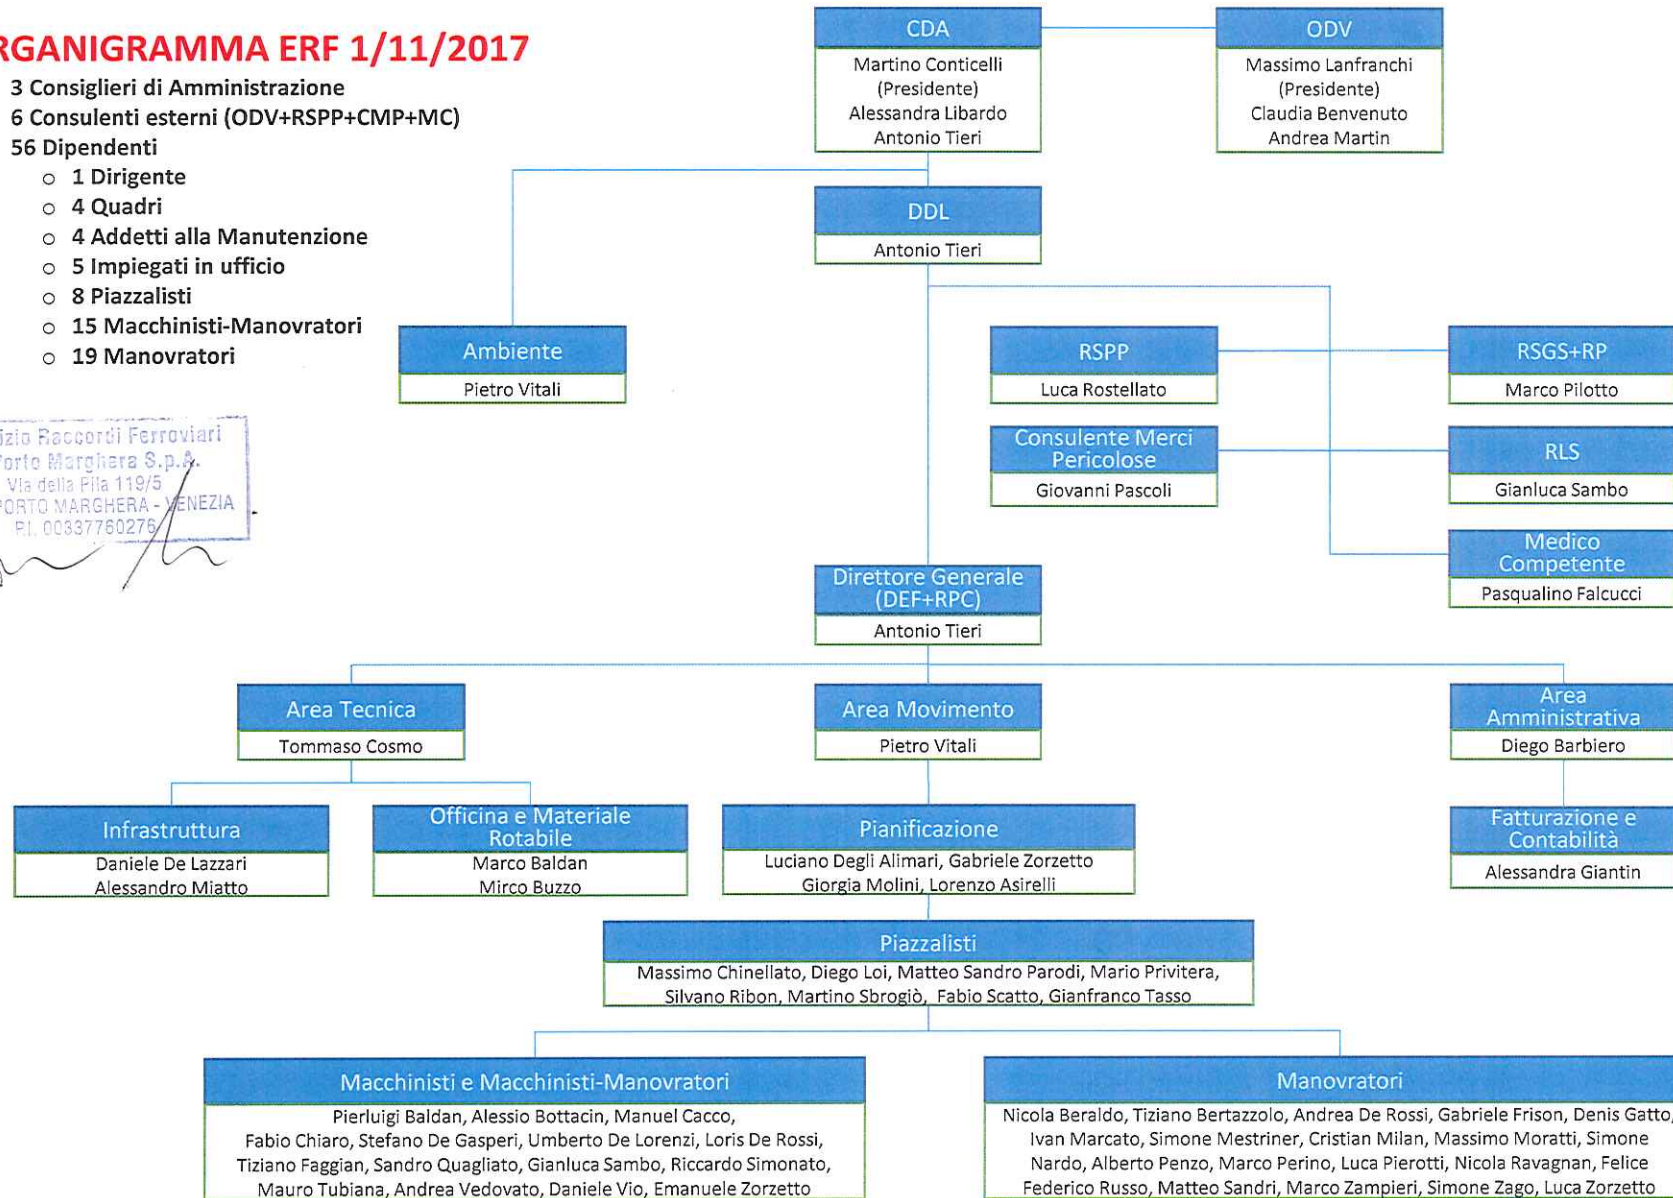 RGANIGRAMMA ERF 1/11/2017
3 Consiglieri di Amministrazione
6 Consulenti esterni (ODV+RSPP+CMP+MC)
56 Dipendenti
o 1 Dirigente
o 4 Quadri
o 4 Addetti alla Manutenzione
o 5 Impiegati in ufficio
o 8 Piazzalisti
o 15 Macchinisti-Manovratori
o 19 Manovratori
izio Raccordi Ferroviari
Porto Marghera S.p.A.
Via della Pila 119/5
PORTO MARGHERA - VENEZIA
P.I. 00337760276
CDA
Martino Conticelli
(Presidente)
Alessandra Libardo
Antonio Tieri
ODV
Massimo Lanfranchi
(Presidente)
Claudia Benvenuto
Andrea Martin
DDL
Antonio Tieri
Ambiente
Pietro Vitali
RSPP
Luca Rostellato
RSGS+RP
Marco Pilotto
Consulente Merci
Pericolose
Giovanni Pascoli
RLS
Gianluca Sambo
Medico
Competente
Pasqualino Falcucci
Direttore Generale
(DEF+RPC)
Antonio Tieri
Area Tecnica
Tommaso Cosmo
Area Movimento
Pietro Vitali
Area
Amministrativa
Diego Barbiero
Infrastruttura
Daniele De Lazzari
Alessandro Miatto
Officina e Materiale
Rotabile
Marco Baldan
Mirco Buzzo
Pianificazione
Luciano Degli Alimari, Gabriele Zorzetto
Giorgia Molini, Lorenzo Asirelli
Fatturazione e
Contabilità
Alessandra Giantin
Piazzalisti
Massimo Chinellato, Diego Loi, Matteo Sandro Parodi, Mario Privitera,
Silvano Ribon, Martino Sbrogiò, Fabio Scatto, Gianfranco Tasso
Macchinisti e Macchinisti-Manovratori
Pierluigi Baldan, Alessio Bottacin, Manuel Cacco,
Fabio Chiaro, Stefano De Gasperi, Umberto De Lorenzi, Loris De Rossi,
Tiziano Faggian, Sandro Quagliato, Gianluca Sambo, Riccardo Simonato,
Mauro Tubiana, Andrea Vedovato, Daniele Vio, Emanuele Zorzetto
Manovratori
Nicola Beraldo, Tiziano Bertazzolo, Andrea De Rossi, Gabriele Frison, Denis Gatto,
Ivan Marcato, Simone Mestriner, Cristian Milan, Massimo Moratti, Simone
Nardo, Alberto Penzo, Marco Perino, Luca Pierotti, Nicola Ravagnan, Felice
Federico Russo, Matteo Sandri, Marco Zampieri, Simone Zago, Luca Zorzetto